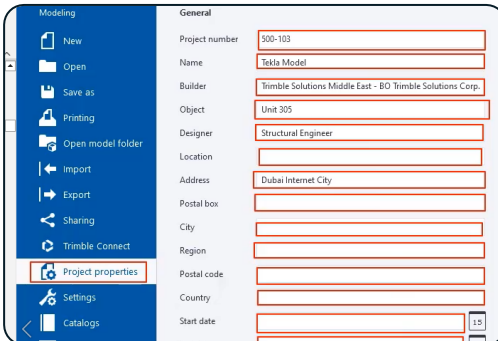 Modeling
New
Open
Save as
Printing
Open model folder
Import
Export
Sharing
Trimble Connect
Project properties
Settings
Catalogs
General
Project number 500-103
Name Tekla Model
Builder Trimble Solutions Middle East - BO Trimble Solutions Corp.
Object Unit 305
Designer Structural Engineer
Location
Address Dubai Internet City
Postal box
City
Region
Postal code
Country
Start date 15